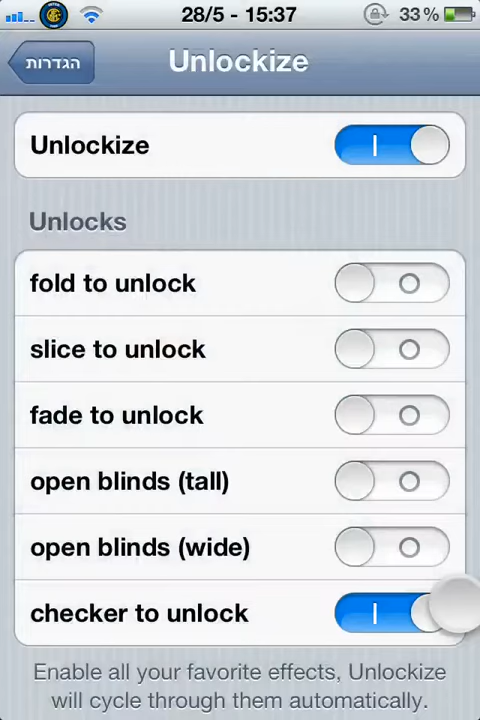 28/5 - 15:37 33%
הגדרות
Unlockize
Unlockize
Unlocks
fold to unlock
slice to unlock
fade to unlock
open blinds (tall)
open blinds (wide)
checker to unlock
Enable all your favorite effects, Unlockize
will cycle through them automatically.